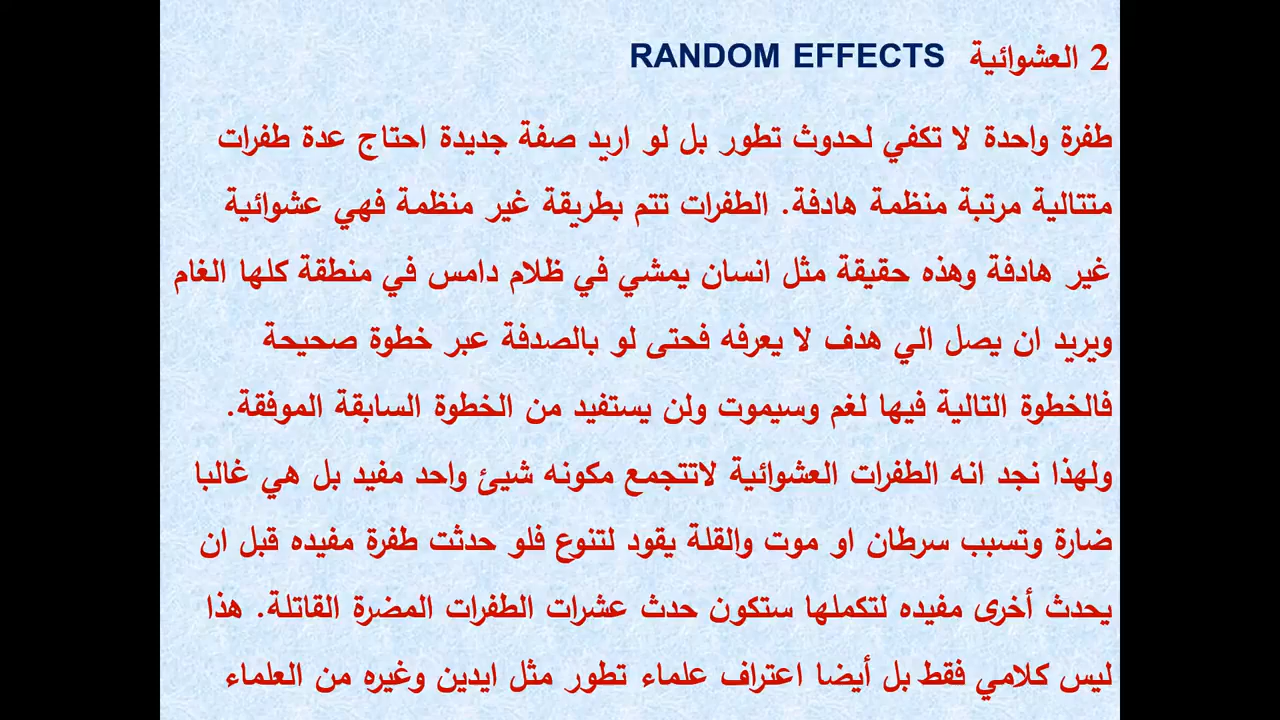 2 العشوائية RANDOM EFFECTS
طفرة واحدة لا تكفي لحدوث تطور بل لو اريد صفة جديدة احتاج عدة طفرات
متتالية مرتبة منظمة هادفة. الطفرات تتم بطريقة غير منظمة فهي عشوائية
غير هادفة وهذه حقيقة مثل انسان يمشي في ظلام دامس في منطقة كلها الغام
ويريد ان يصل الي هدف لا يعرفه فحتى لو بالصدفة عبر خطوة صحيحة
فالخطوة التالية فيها لغم وسيموت ولن يستفيد من الخطوة السابقة الموفقة.
ولهذا نجد انه الطفرات العشوائية لاتتجمع مكونه شيئ واحد مفيد بل هي غالبا
ضارة وتسبب سرطان او موت والقلة يقود لتنوع فلو حدثت طفرة مفيده قبل ان
يحدث أخرى مفيده لتكملها ستكون حدث عشرات الطفرات المضرة القاتلة. هذا
ليس كلامي فقط بل أيضا اعتراف علماء تطور مثل ايدين وغيره من العلماء